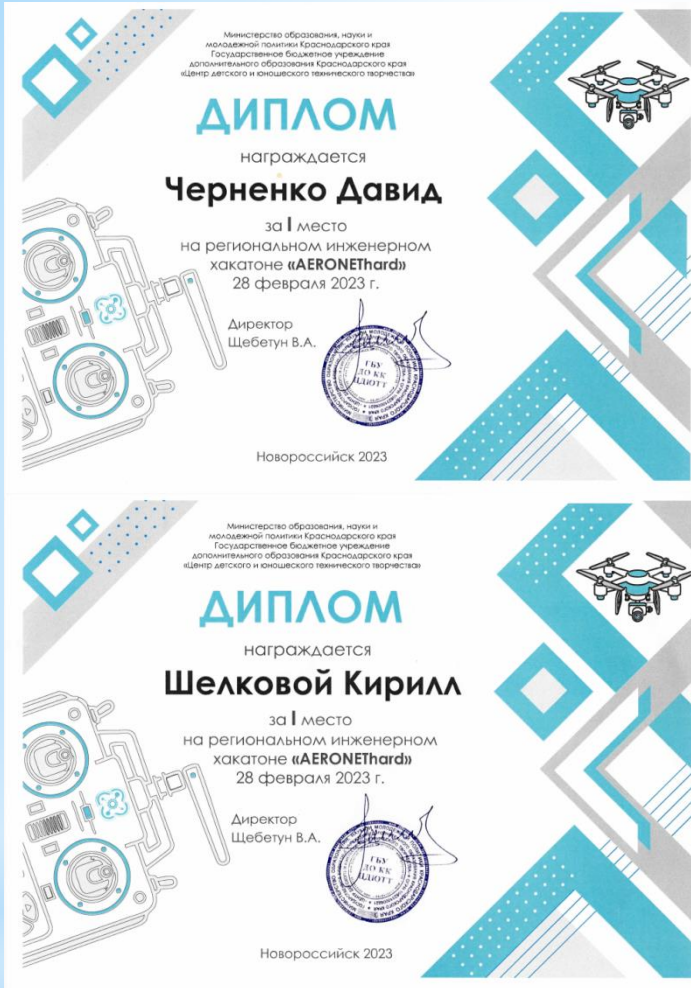 Министерство образования, науки и
молодежной политики Краснодарского края
Государственное бюджетное учреждение
дополнительного образования Краснодарского края
«Центр детского и юношеского технического творчества»
ДИПЛОМ
награждается
Черненко Давид
за I место
на региональном инженерном
хакатоне «AERONEThard»
28 февраля 2023 г.
Директор
Щебетун В.А.
ГБУ
ДО КК
ЦДЮТТ
Новороссийск 2023
Министерство образования, науки и
молодежной политики Краснодарского края
Государственное бюджетное учреждение
дополнительного образования Краснодарского края
«Центр детского и юношеского технического творчества»
ДИПЛОМ
награждается
Шелковой Кирилл
за I место
на региональном инженерном
хакатоне «AERONEThard»
28 февраля 2023 г.
Директор
Щебетун В.А.
ГБУ
ДО КК
ЦДЮТТ
Новороссийск 2023